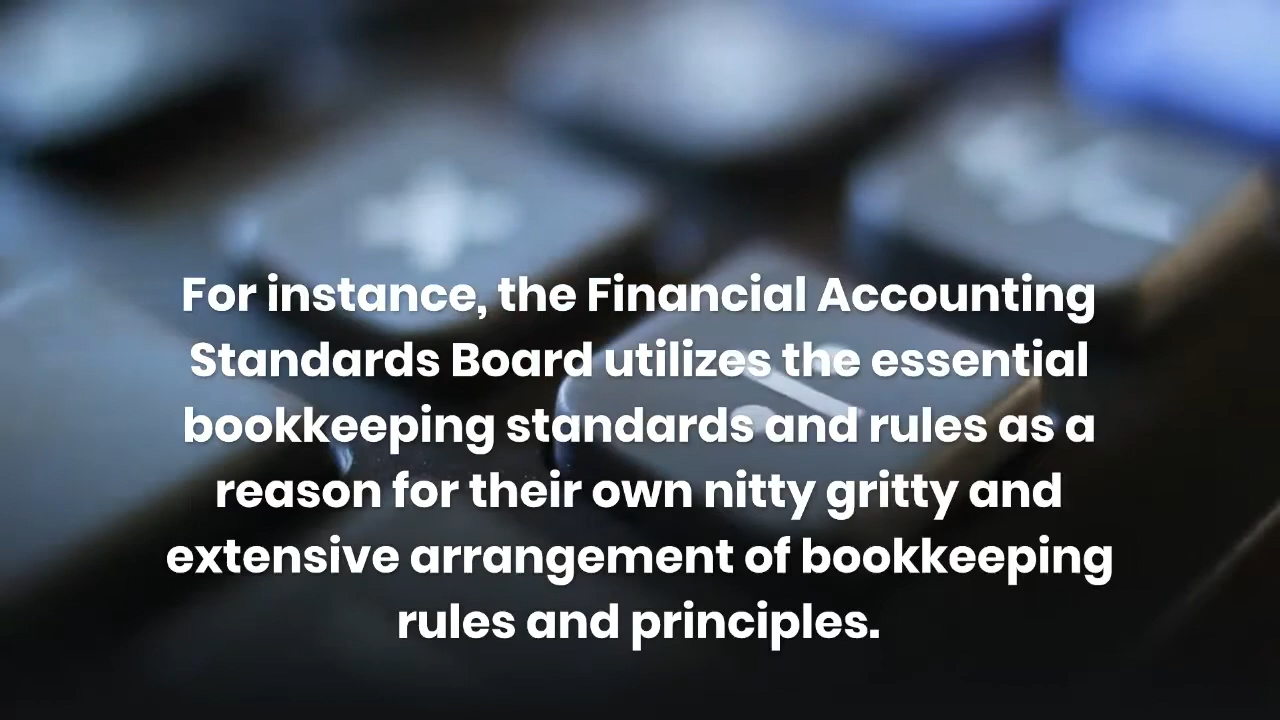 For instance, the Financial Accounting
Standards Board utilizes the essential
bookkeeping standards and rules as a
reason for their own nitty gritty and
extensive arrangement of bookkeeping
rules and principles.